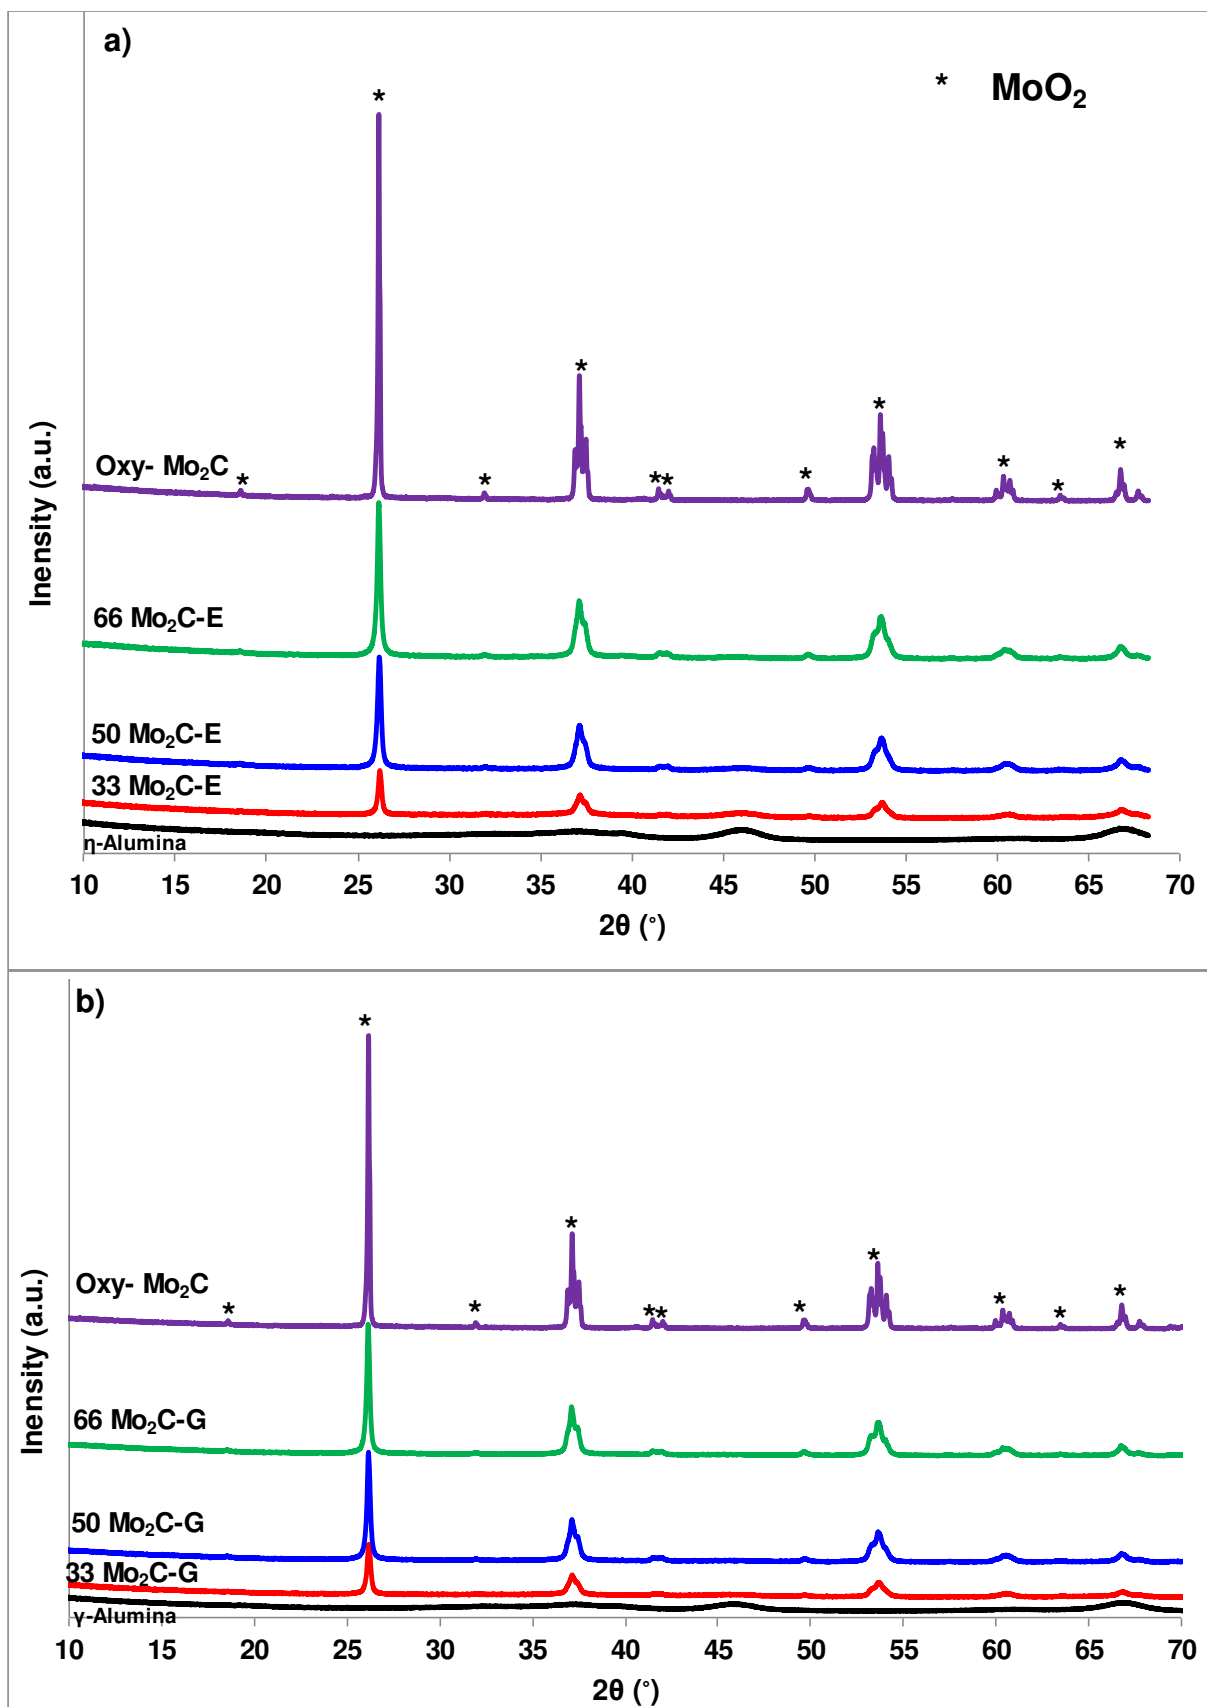 a)
* MoO₂
*
*
*
*
Oxy- Mo₂C
* * ** * * * *
66 Mo₂C-E
50 Mo₂C-E
33 Mo₂C-E
η-Alumina
Inensity (a.u.)
10 15 20 25 30 35 40 45 50 55 60 65 70
2θ (°)
b)
*
*
*
Oxy- Mo₂C
* * ** * * * *
66 Mo₂C-G
50 Mo₂C-G
33 Mo₂C-G
γ-Alumina
Inensity (a.u.)
10 15 20 25 30 35 40 45 50 55 60 65 70
2θ (°)